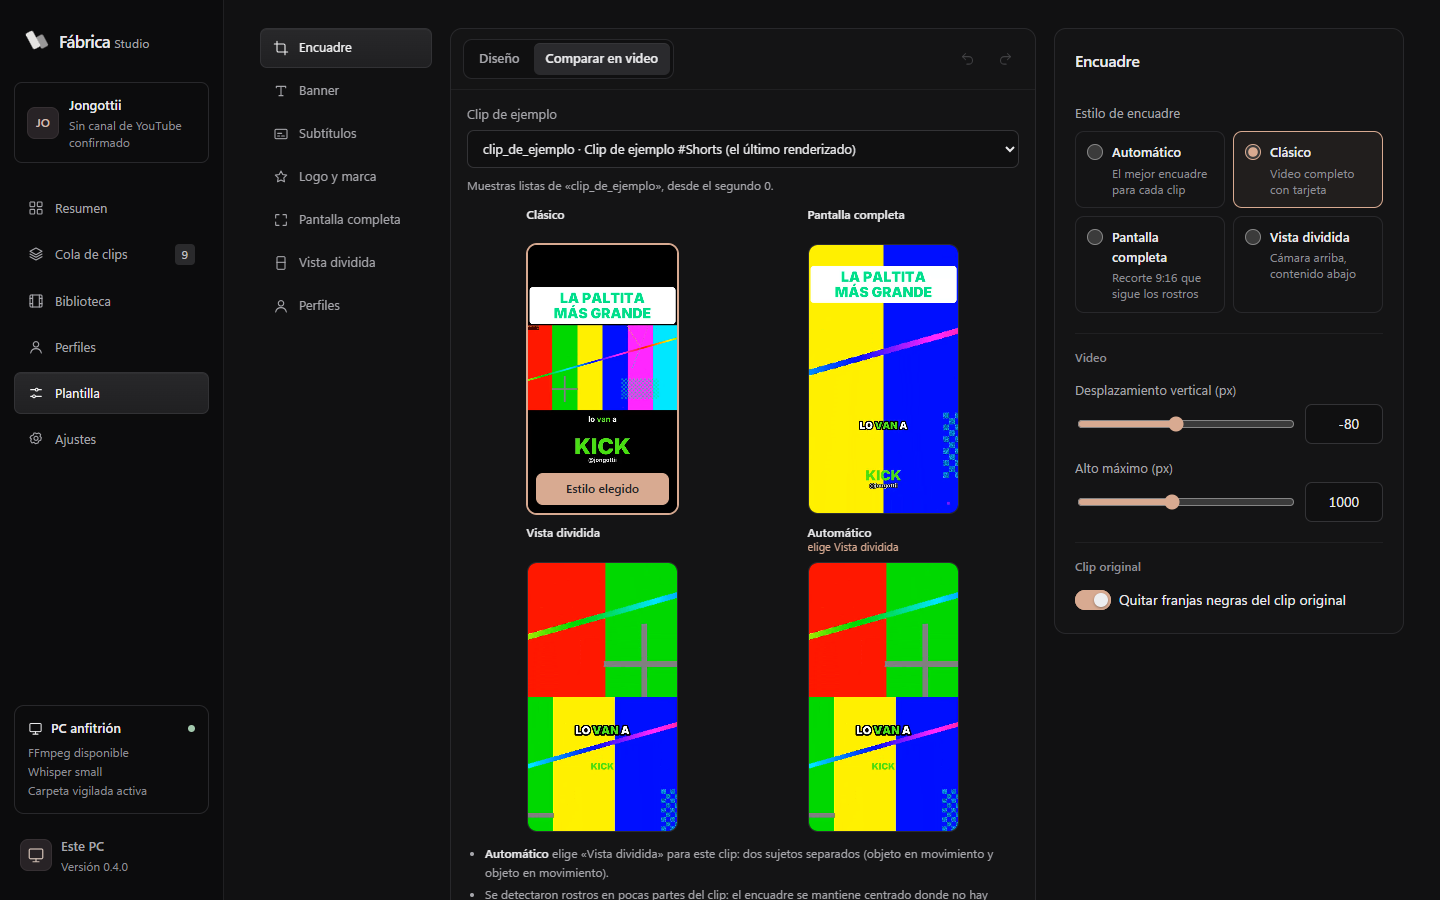 Fábrica Studio
JO
Jongottii
Sin canal de YouTube
confirmado
Resumen
Cola de clips
9
Biblioteca
Perfiles
Plantilla
Ajustes
PC anfitrión
FFmpeg disponible
Whisper small
Carpeta vigilada activa
Este PC
Versión 0.4.0
Encuadre
Banner
Subtítulos
Logo y marca
Pantalla completa
Vista dividida
Perfiles
Diseño
Comparar en video
Clip de ejemplo
clip_de_ejemplo · Clip de ejemplo #Shorts (el último renderizado)
Muestras listas de «clip_de_ejemplo», desde el segundo 0.
Clásico
LA PALTITA
MÁS GRANDE
lo van a
KICK
@jongottii
Estilo elegido
Pantalla completa
LA PALTITA
MÁS GRANDE
LO VAN A
KICK
@jongottii
Vista dividida
LO VAN A
KICK
Automático
elige Vista dividida
LO VAN A
KICK
Automático elige «Vista dividida» para este clip: dos sujetos separados (objeto en movimiento y
objeto en movimiento).
Se detectaron rostros en pocas partes del clip: el encuadre se mantiene centrado donde no hay
Encuadre
Estilo de encuadre
Automático
El mejor encuadre
para cada clip
Clásico
Video completo
con tarjeta
Pantalla
completa
Recorte 9:16 que
sigue los rostros
Vista dividida
Cámara arriba,
contenido abajo
Video
Desplazamiento vertical (px)
-80
Alto máximo (px)
1000
Clip original
Quitar franjas negras del clip original